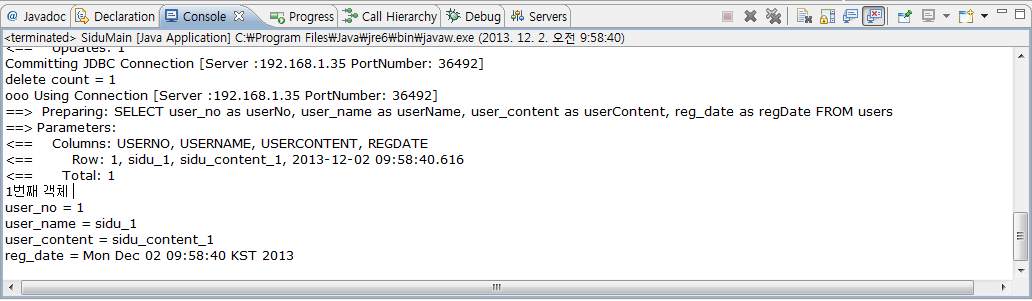 @ Javadoc Declaration Console Progress Call Hierarchy Debug Servers
<terminated> SiduMain [Java Application] C:₩Program Files₩Java₩jre6₩bin₩javaw.exe (2013. 12. 2. 오전 9:58:40)
<==    Updates: 1
Committing JDBC Connection [Server :192.168.1.35 PortNumber: 36492]
delete count = 1
ooo Using Connection [Server :192.168.1.35 PortNumber: 36492]
==>  Preparing: SELECT user_no as userNo, user_name as userName, user_content as userContent, reg_date as regDate FROM users
==> Parameters:
<==    Columns: USERNO, USERNAME, USERCONTENT, REGDATE
<==        Row: 1, sidu_1, sidu_content_1, 2013-12-02 09:58:40.616
<==      Total: 1
1번째 객체
user_no = 1
user_name = sidu_1
user_content = sidu_content_1
reg_date = Mon Dec 02 09:58:40 KST 2013